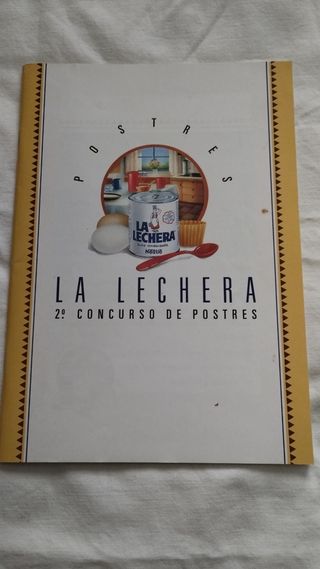 POSTRES
LA
LECHERA
Nestlé
LA LECHERA
2º CONCURSO DE POSTRES